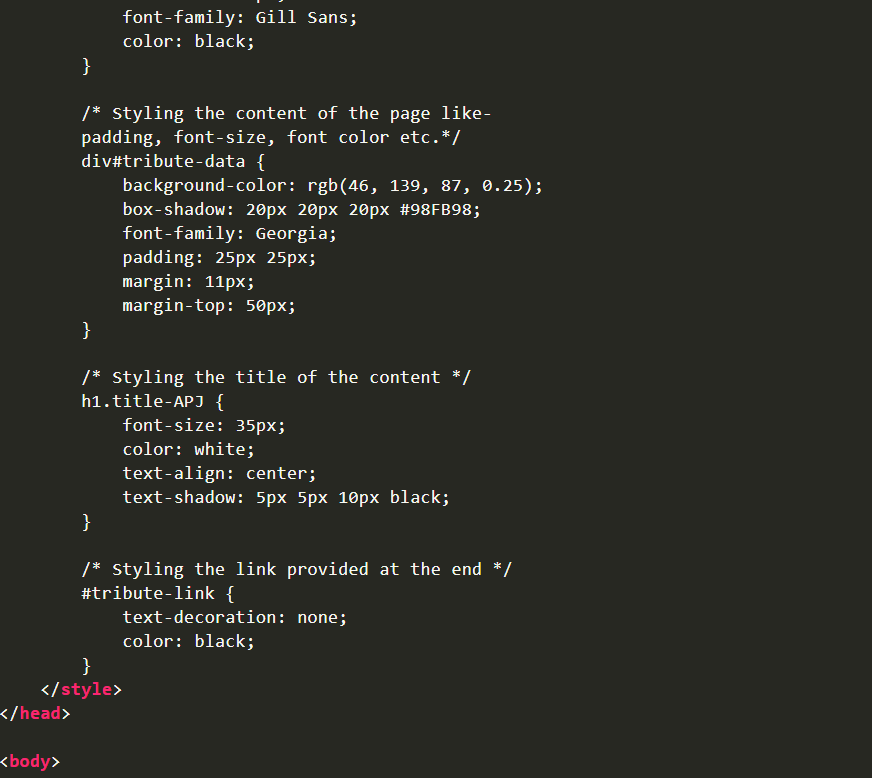 font-family: Gill Sans;
color: black;
}
/* Styling the content of the page like-
padding, font-size, font color etc.*/
div#tribute-data {
background-color: rgb(46, 139, 87, 0.25);
box-shadow: 20px 20px 20px #98FB98;
font-family: Georgia;
padding: 25px 25px;
margin: 11px;
margin-top: 50px;
}
/* Styling the title of the content */
h1.title-APJ {
font-size: 35px;
color: white;
text-align: center;
text-shadow: 5px 5px 10px black;
}
/* Styling the link provided at the end */
#tribute-link {
text-decoration: none;
color: black;
}
</style>
</head>
<body>